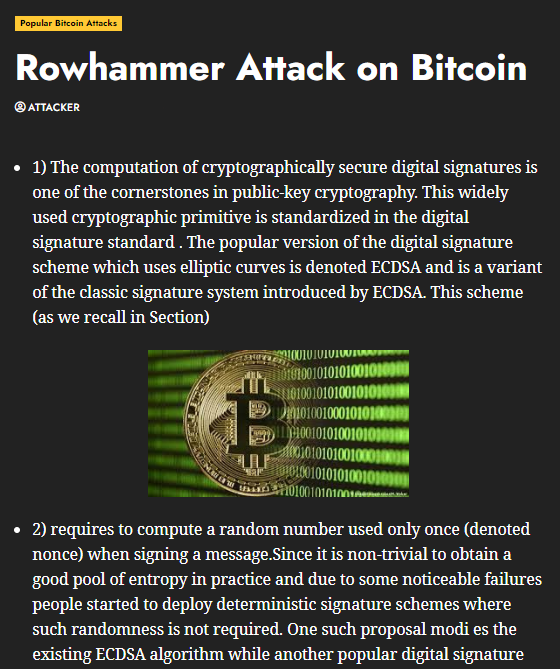 Popular Bitcoin Attacks
Rowhammer Attack on Bitcoin
ATTACKER
1) The computation of cryptographically secure digital signatures is
one of the cornerstones in public-key cryptography. This widely
used cryptographic primitive is standardized in the digital
signature standard . The popular version of the digital signature
scheme which uses elliptic curves is denoted ECDSA and is a variant
of the classic signature system introduced by ECDSA. This scheme
(as we recall in Section)
2) requires to compute a random number used only once (denoted
nonce) when signing a message.Since it is non-trivial to obtain a
good pool of entropy in practice and due to some noticeable failures
people started to deploy deterministic signature schemes where
such randomness is not required. One such proposal modi es the
existing ECDSA algorithm while another popular digital signature